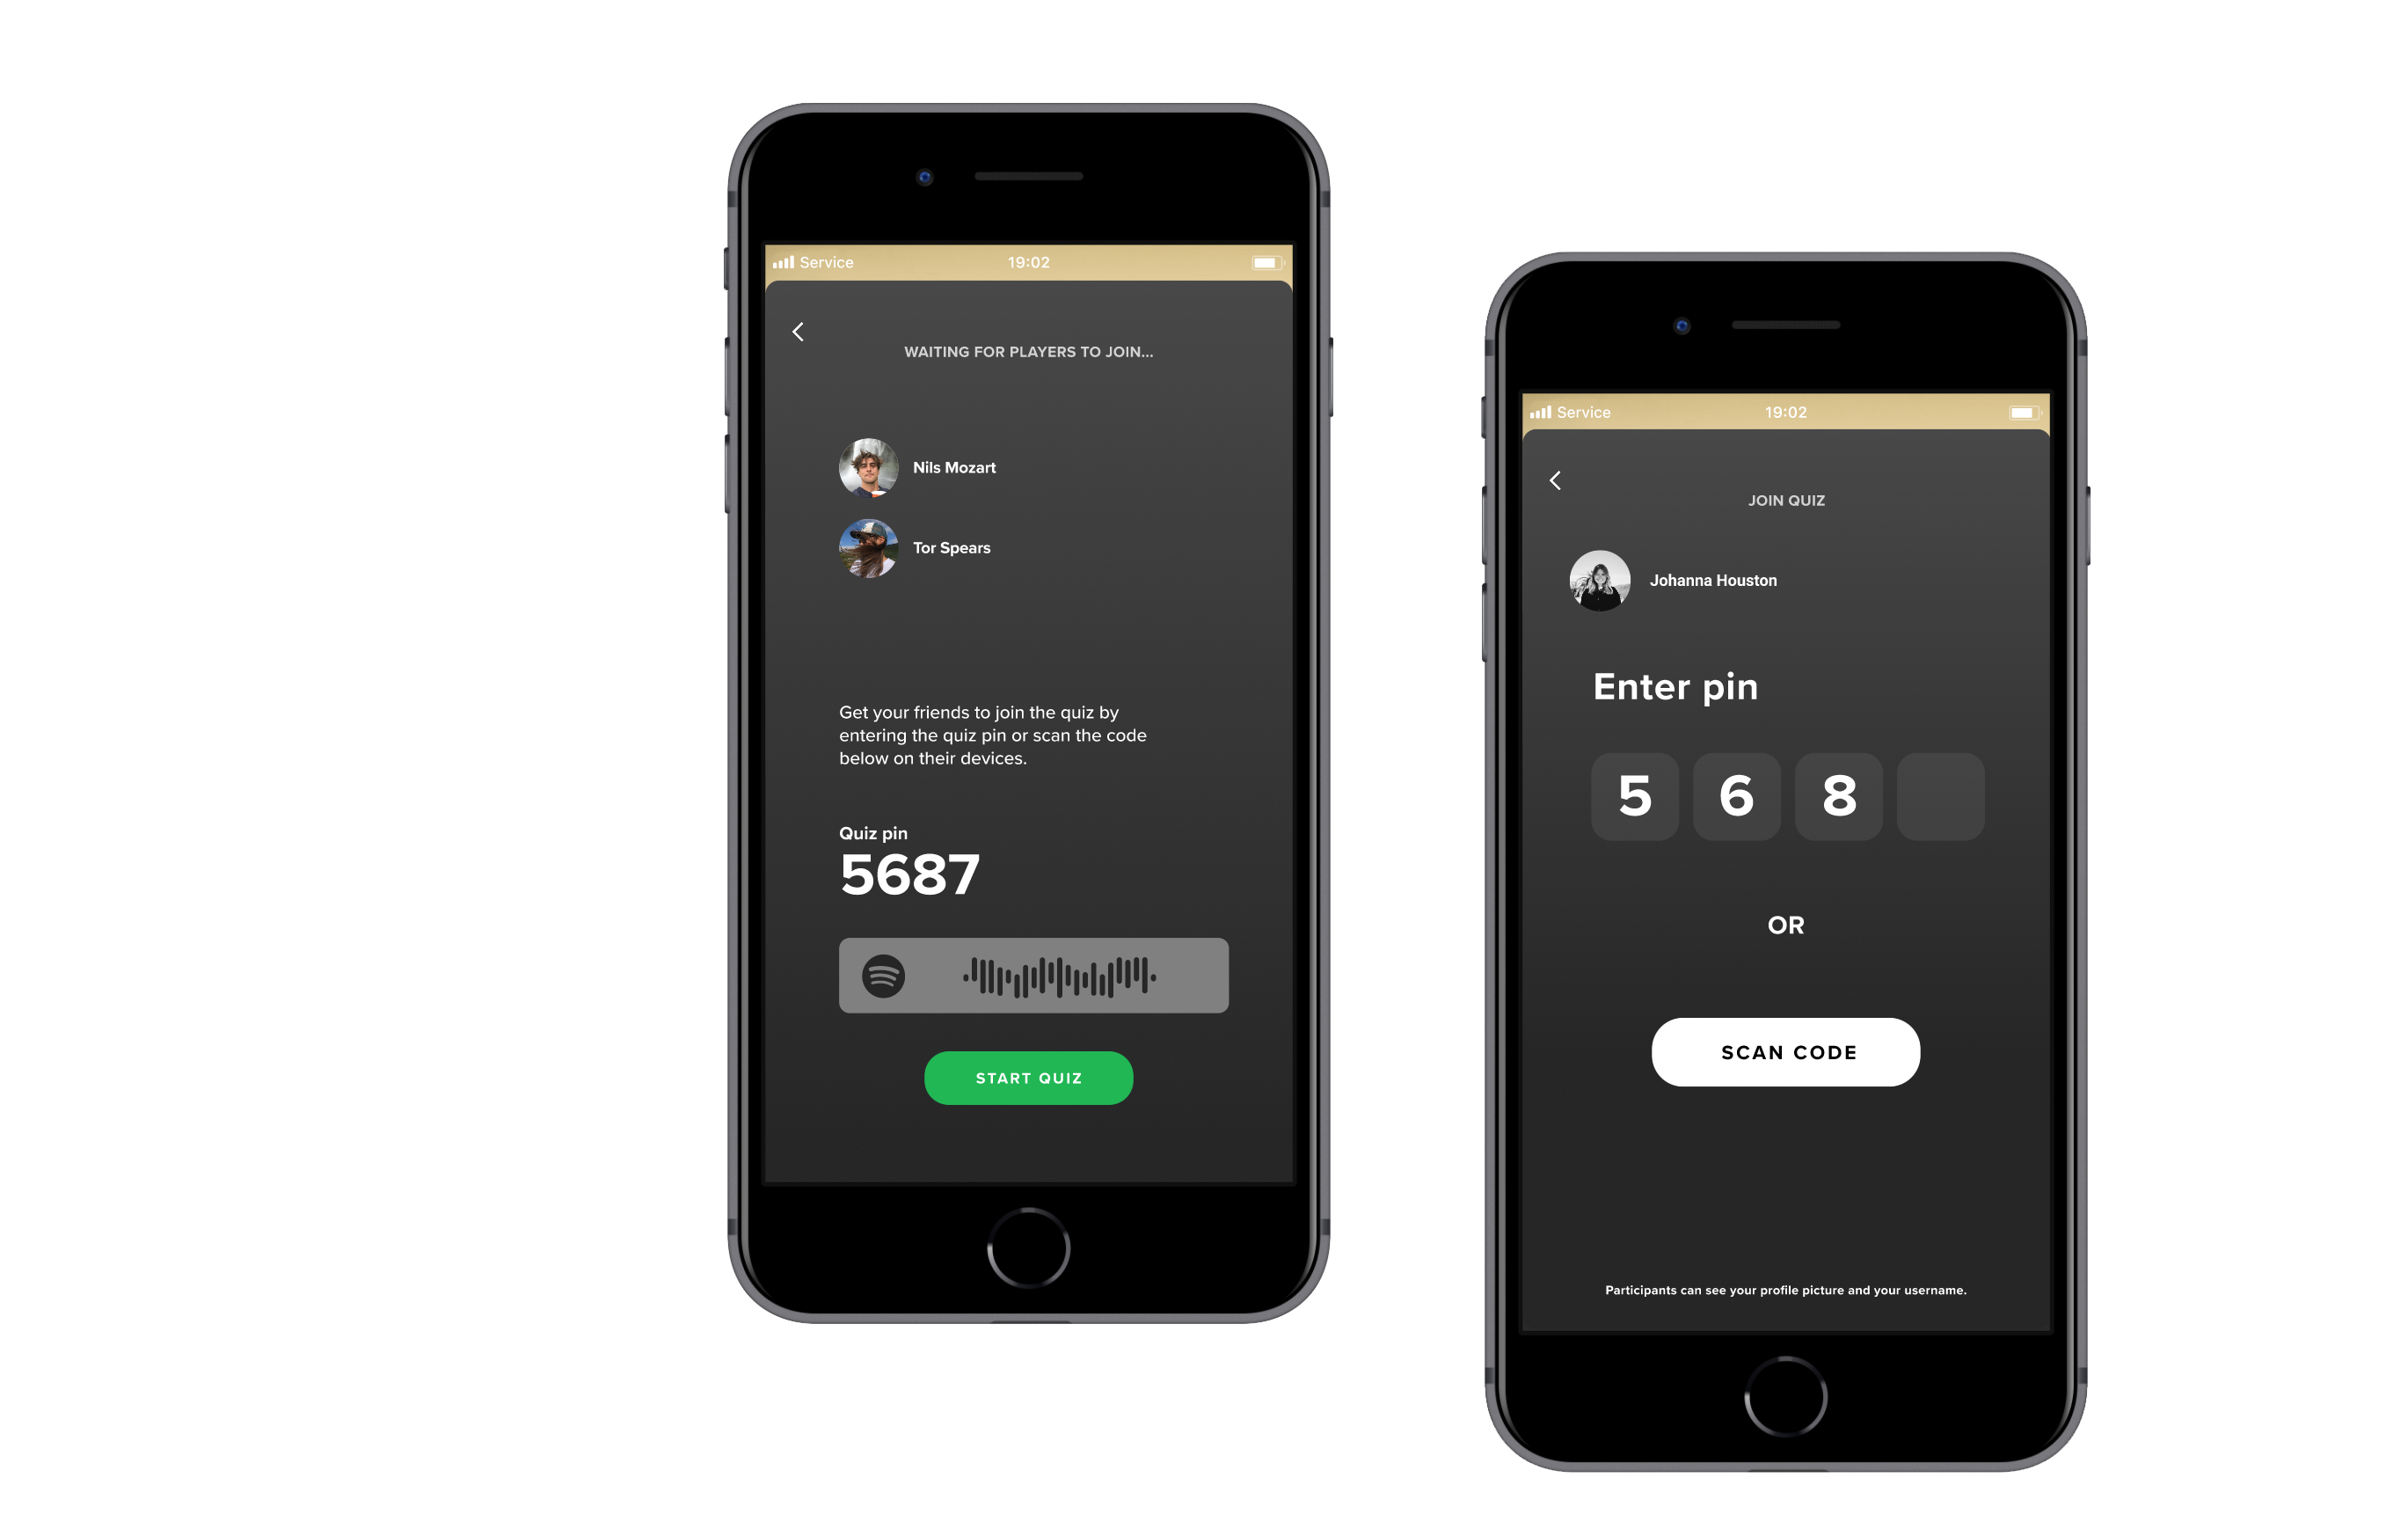 Service 19:02
WAITING FOR PLAYERS TO JOIN...
Nils Mozart
Tor Spears
Get your friends to join the quiz by
entering the quiz pin or scan the code
below on their devices.
Quiz pin
5687
START QUIZ
Service 19:02
JOIN QUIZ
Johanna Houston
Enter pin
5 6 8
OR
SCAN CODE
Participants can see your profile picture and your username.